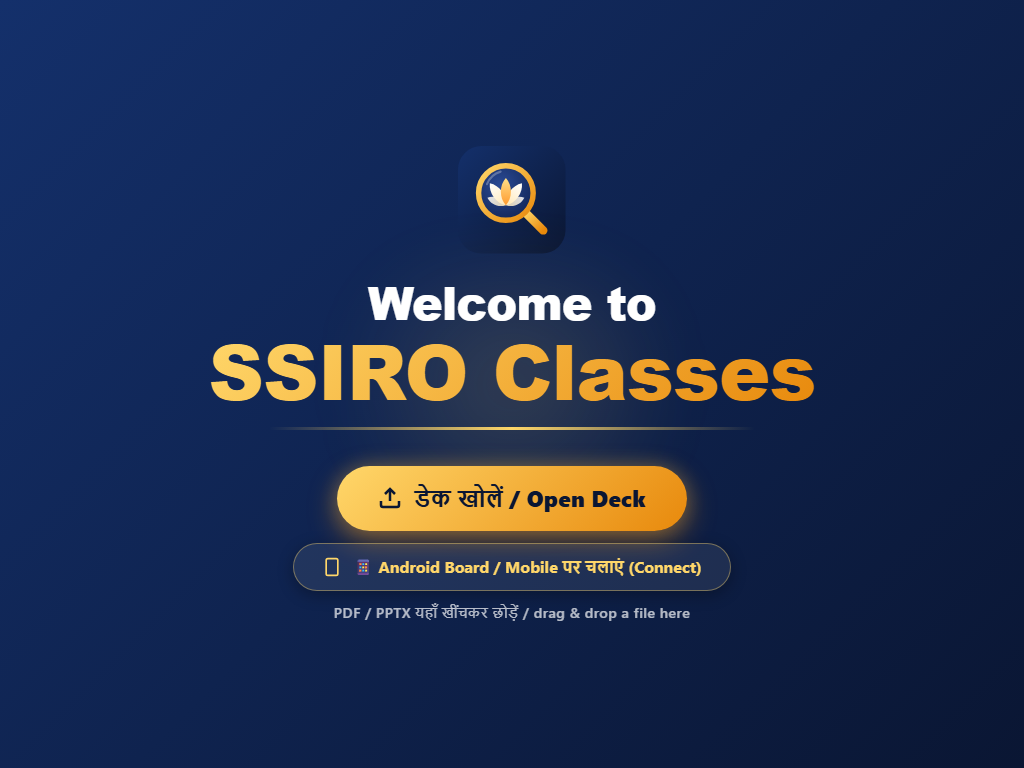 Welcome to
SSIRO Classes
डेक खोलें / Open Deck
Android Board / Mobile पर चलाएं (Connect)
PDF / PPTX यहाँ खींचकर छोड़ें / drag & drop a file here